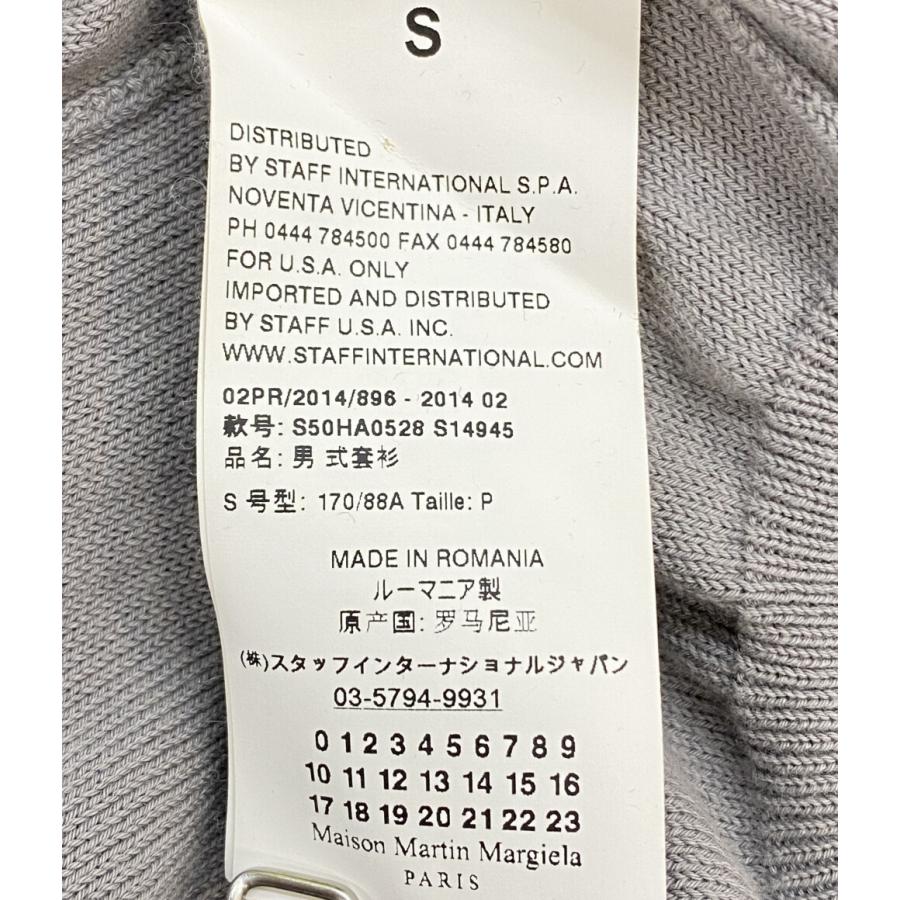 S
DISTRIBUTED
BY STAFF INTERNATIONAL S.P.A.
NOVENTA VICENTINA - ITALY
PH 0444 784500 FAX 0444 784580
FOR U.S.A. ONLY
IMPORTED AND DISTRIBUTED
BY STAFF U.S.A. INC.
WWW.STAFFINTERNATIONAL.COM
02PR/2014/896 - 2014 02
款号: S50HA0528 S14945
品名: 男 式套衫
S 号型: 170/88A Taille: P
MADE IN ROMANIA
ルーマニア製
原产国: 罗马尼亚
(株)スタッフインターナショナルジャパン
03-5794-9931
0 1 2 3 4 5 6 7 8 9
10 11 12 13 14 15 16
17 18 19 20 21 22 23
Maison Martin Margiela
PARIS